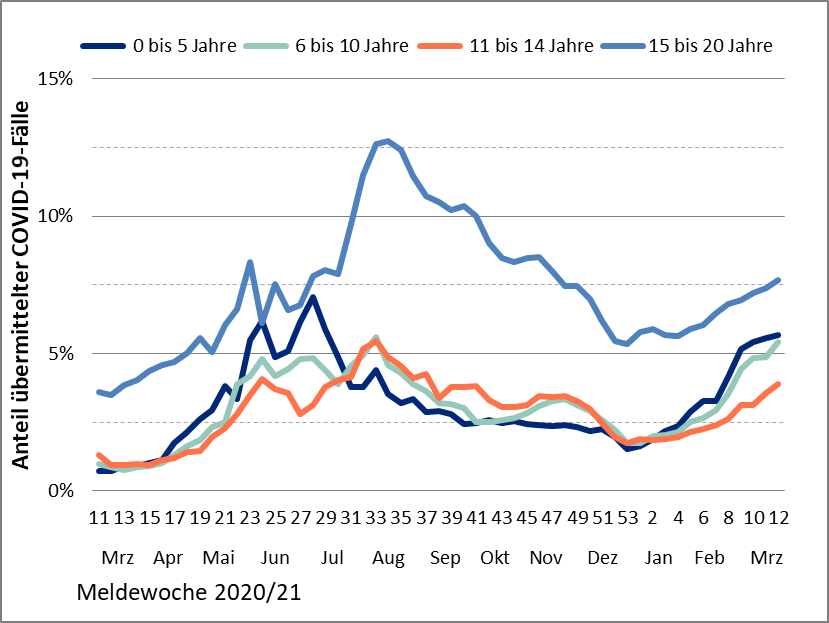 0 bis 5 Jahre 6 bis 10 Jahre 11 bis 14 Jahre 15 bis 20 Jahre
Anteil übermittelter COVID-19-Fälle
15%
10%
5%
0%
11 13 15 17 19 21 23 25 27 29 31 33 35 37 39 41 43 45 47 49 51 53 2 4 6 8 10 12
Mrz Apr Mai Jun Jul Aug Sep Okt Nov Dez Jan Feb Mrz
Meldewoche 2020/21